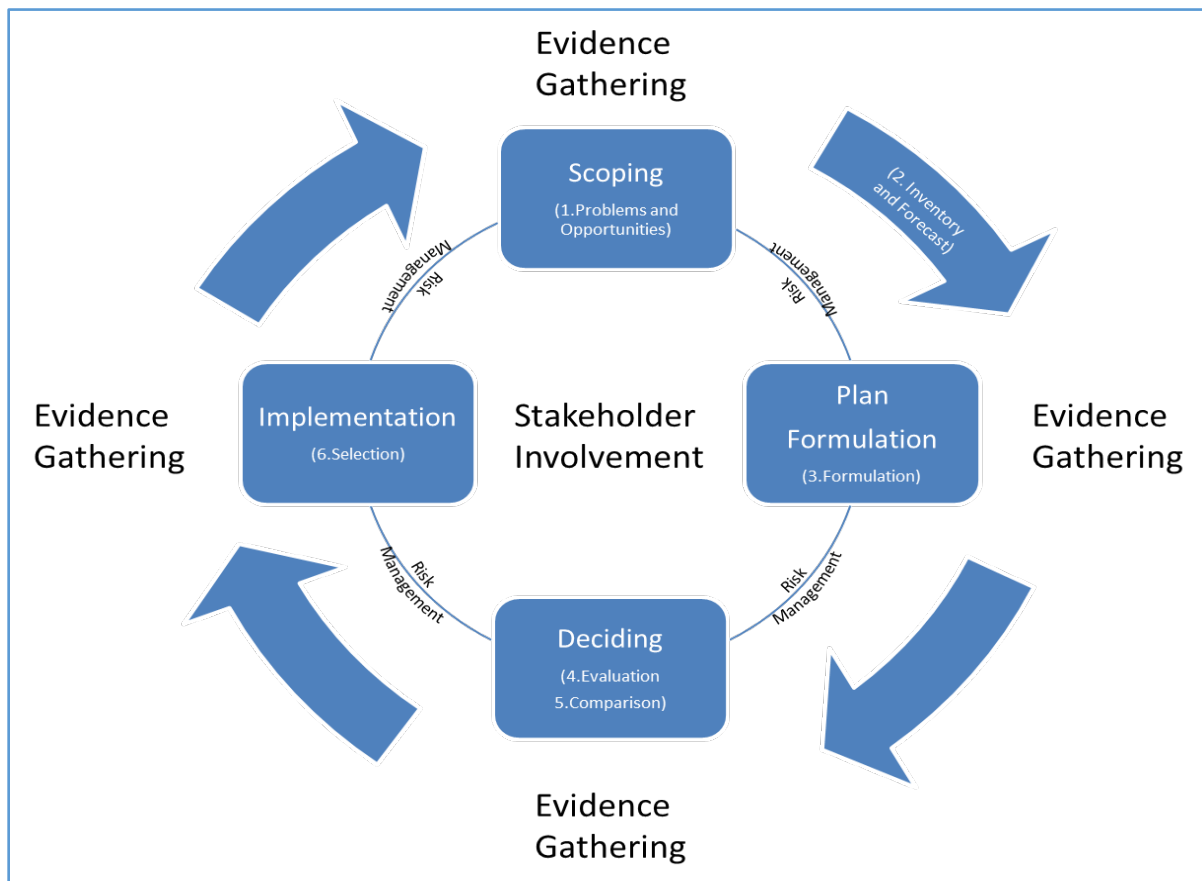 Evidence
Gathering
Scoping
(1.Problems and
Opportunities)
(2. Inventory
and Forecast)
Risk
Management
Risk
Management
Evidence
Gathering
Implementation
(6.Selection)
Stakeholder
Involvement
Plan
Formulation
(3.Formulation)
Evidence
Gathering
Risk
Management
Risk
Management
Deciding
(4.Evaluation
5.Comparison)
Evidence
Gathering